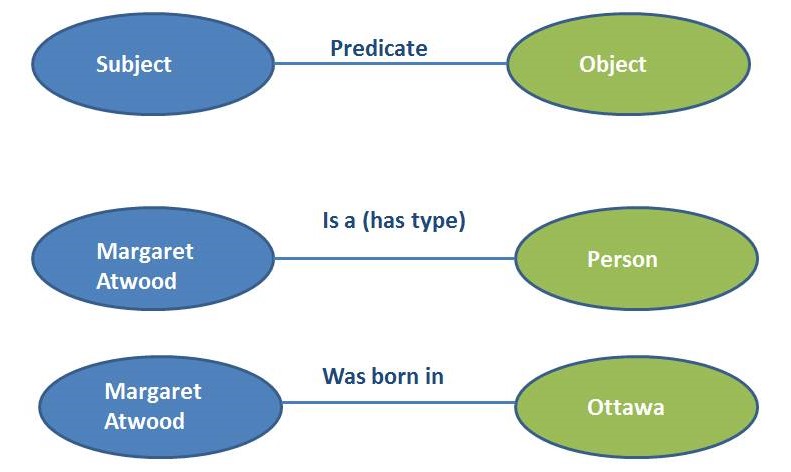 Subject
Predicate
Object
Margaret
Atwood
Is a (has type)
Person
Margaret
Atwood
Was born in
Ottawa